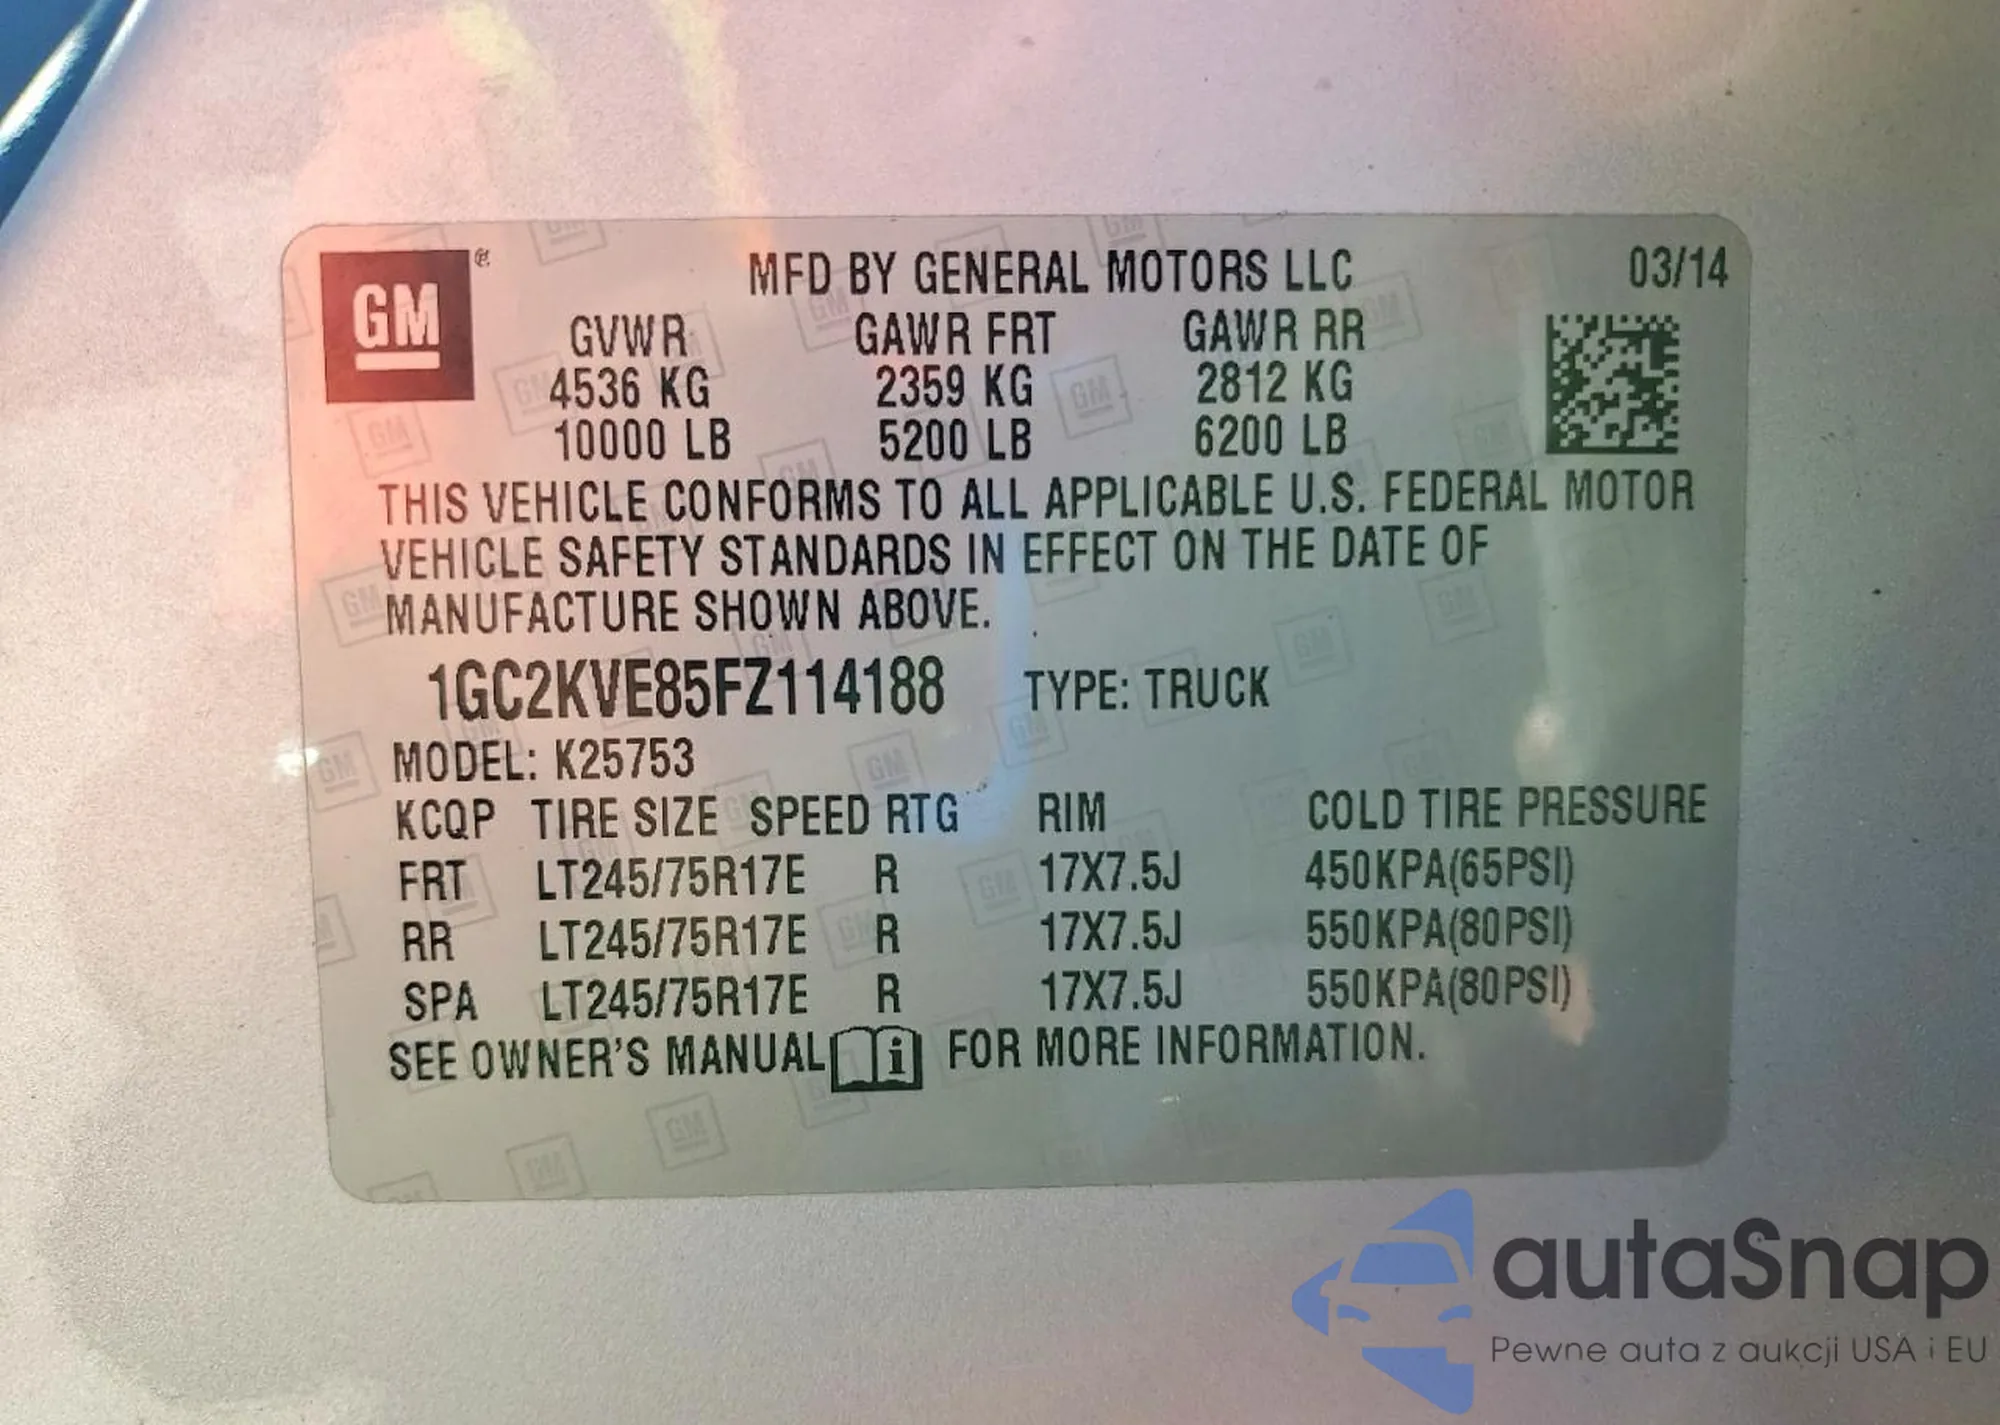 GM® MFD BY GENERAL MOTORS LLC 03/14
GVWR GAWR FRT GAWR RR
4536 KG 2359 KG 2812 KG
10000 LB 5200 LB 6200 LB
THIS VEHICLE CONFORMS TO ALL APPLICABLE U.S. FEDERAL MOTOR
VEHICLE SAFETY STANDARDS IN EFFECT ON THE DATE OF
MANUFACTURE SHOWN ABOVE.
1GC2KVE85FZ114188 TYPE: TRUCK
MODEL: K25753
KCQP TIRE SIZE SPEED RTG RIM COLD TIRE PRESSURE
FRT LT245/75R17E R 17X7.5J 450KPA(65PSI)
RR LT245/75R17E R 17X7.5J 550KPA(80PSI)
SPA LT245/75R17E R 17X7.5J 550KPA(80PSI)
SEE OWNER'S MANUAL i FOR MORE INFORMATION.
autaSnap
Pewne auta z aukcji USA i EU